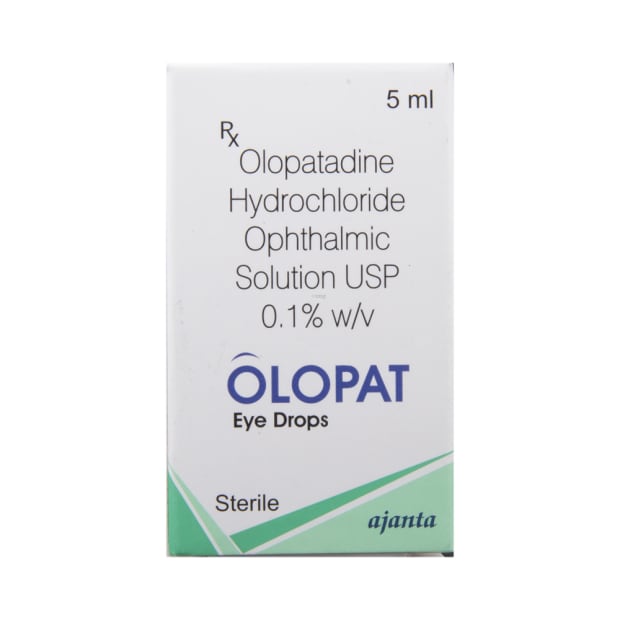 5 ml
Rx
Olopatadine
Hydrochloride
Ophthalmic
Solution USP
0.1% w/v
OLOPAT
Eye Drops
Sterile
ajanta